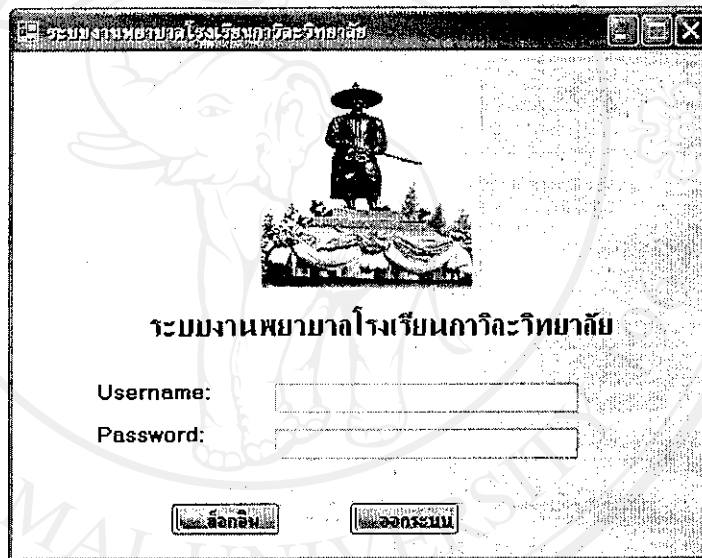 ระบบงานพยาบาลโรงเรียนกาวิละวิทยาลัย
ระบบงานพยาบาลโรงเรียนกาวิละวิทยาลัย
Username:
Password:
ล็อกอิน ออกระบบ
MAI UNIVERSITY